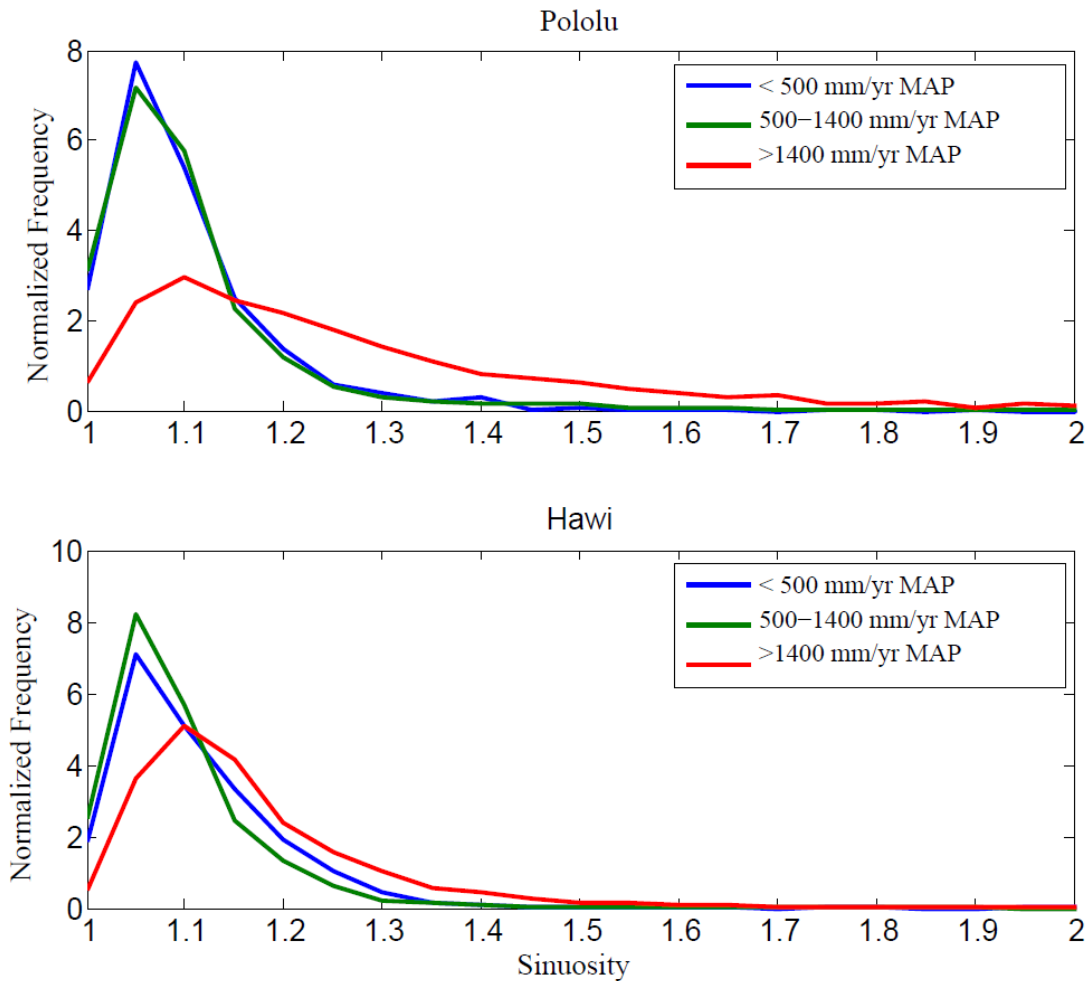 Pololu
8
6
4
2
0
Normalized Frequency
< 500 mm/yr MAP
500−1400 mm/yr MAP
>1400 mm/yr MAP
1 1.1 1.2 1.3 1.4 1.5 1.6 1.7 1.8 1.9 2
Hawi
10
8
6
4
2
0
Normalized Frequency
< 500 mm/yr MAP
500−1400 mm/yr MAP
>1400 mm/yr MAP
1 1.1 1.2 1.3 1.4 1.5 1.6 1.7 1.8 1.9 2
Sinuosity